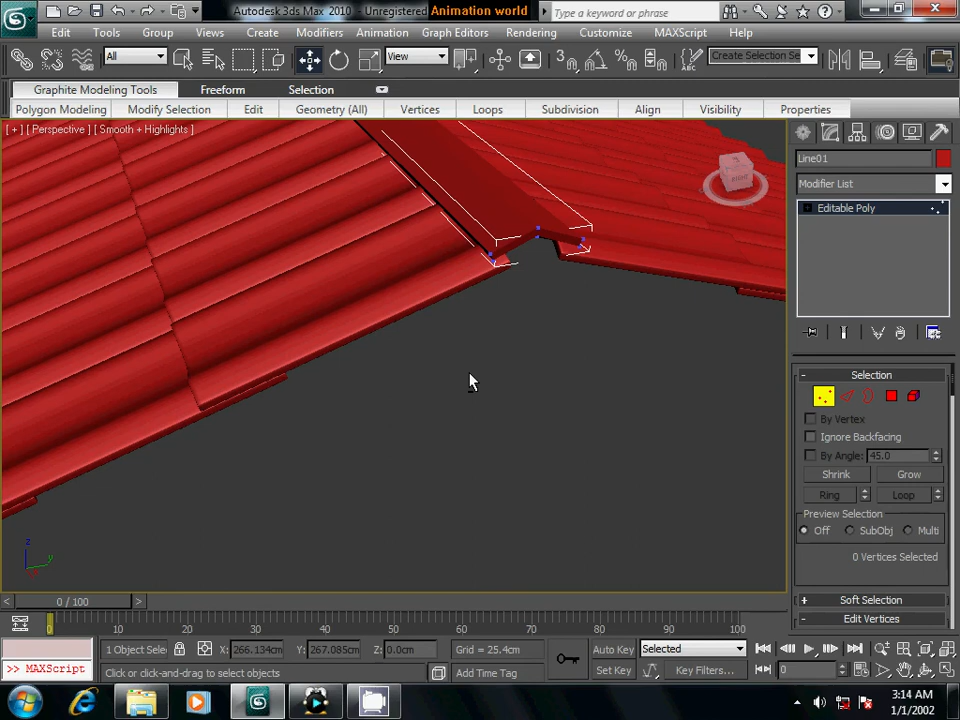 Autodesk 3ds Max 2010 - Unregistered
Animation world
Type a keyword or phrase
Edit Tools Group Views Create Modifiers Animation Graph Editors Rendering Customize MAXScript Help
All View Create Selection Se
Graphite Modeling Tools Freeform Selection
Polygon Modeling Modify Selection Edit Geometry (All) Vertices Loops Subdivision Align Visibility Properties
[ + ] [ Perspective ] [ Smooth + Highlights ]
Line01
Modifier List
Editable Poly
Selection
By Vertex
Ignore Backfacing
By Angle: 45.0
Shrink Grow
Ring Loop
Preview Selection
Off SubObj Multi
0 Vertices Selected
Soft Selection
Edit Vertices
z
y
0 / 100
0 10 20 30 40 50 60 70 80 90 100
1 Object Sele X: 266.134cm Y: 267.085cm Z: 0.0cm Grid = 25.4cm Auto Key Selected
>> MAXScript Click or click-and-drag to select objects Add Time Tag Set Key Key Filters... 0
3:14 AM
1/1/2002